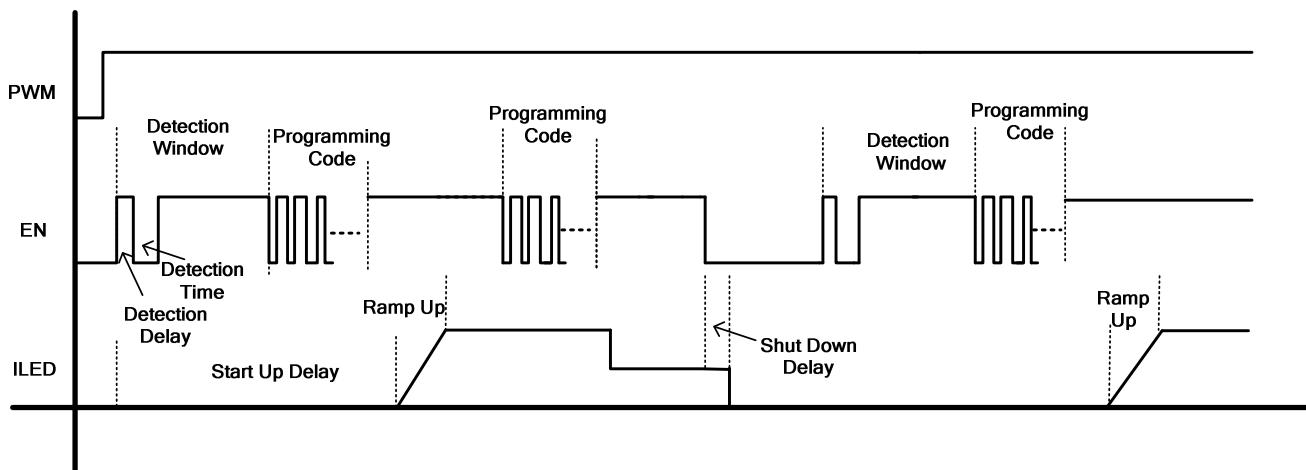 PWM
Detection
Window
Programming
Code
Programming
Code
Detection
Window
Programming
Code
EN
Detection
Time
Detection
Delay
Ramp Up
Ramp
Up
Shut Down
Delay
ILED
Start Up Delay